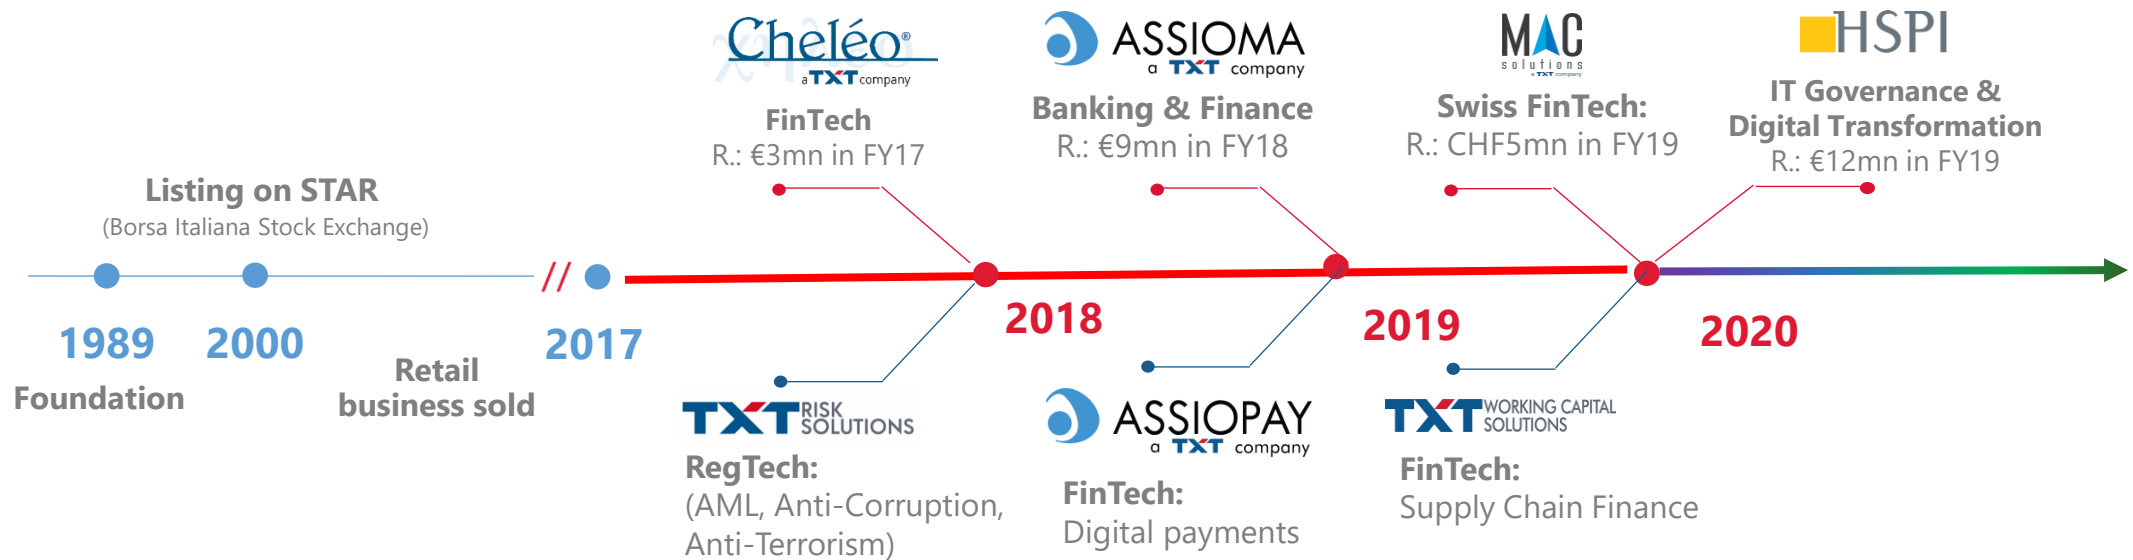 Cheléo®
a TXT company
FinTech
R.: €3mn in FY17
ASSIOMA
a TXT company
Banking & Finance
R.: €9mn in FY18
MAC
solutions
a TXT company
Swiss FinTech:
R.: CHF5mn in FY19
HSPI
IT Governance &
Digital Transformation
R.: €12mn in FY19
Listing on STAR
(Borsa Italiana Stock Exchange)
//
1989
2000
2017
2018
2019
2020
Foundation
Retail
business sold
TXT RISK
SOLUTIONS
RegTech:
(AML, Anti-Corruption,
Anti-Terrorism)
ASSIOPAY
a TXT company
FinTech:
Digital payments
TXT WORKING CAPITAL
SOLUTIONS
FinTech:
Supply Chain Finance